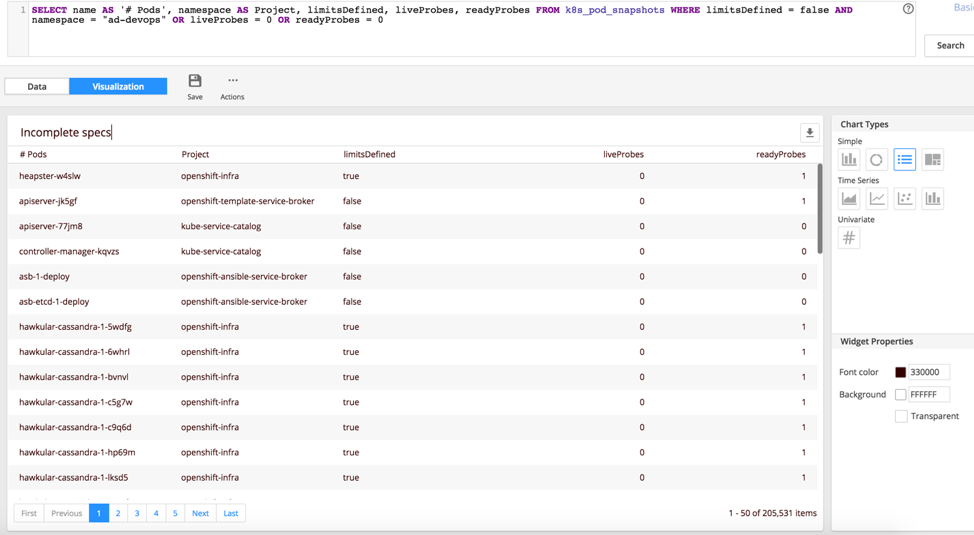 1 SELECT name AS '# Pods', namespace AS Project, limitsDefined, liveProbes, readyProbes FROM k8s_pod_snapshots WHERE limitsDefined = false AND
namespace = "ad-devops" OR liveProbes = 0 OR readyProbes = 0
?
Search
Data Visualization Save Actions
Incomplete specs
# Pods Project limitsDefined liveProbes readyProbes
heapster-w4slw openshift-infra true 0 1
apiserver-jk5gf openshift-template-service-broker false 0 1
apiserver-77jm8 kube-service-catalog false 0 0
controller-manager-kqvzs kube-service-catalog false 0 0
asb-1-deploy openshift-ansible-service-broker false 0 0
asb-etcd-1-deploy openshift-ansible-service-broker false 0 0
hawkular-cassandra-1-5wdfg openshift-infra true 0 1
hawkular-cassandra-1-6whrl openshift-infra true 0 1
hawkular-cassandra-1-bvnvl openshift-infra true 0 1
hawkular-cassandra-1-c5g7w openshift-infra true 0 1
hawkular-cassandra-1-c9q6d openshift-infra true 0 1
hawkular-cassandra-1-hp69m openshift-infra true 0 1
hawkular-cassandra-1-lksd5 openshift-infra true 0 1
First Previous 1 2 3 4 5 Next Last
1 - 50 of 205,531 items
Chart Types
Simple
Time Series
Univariate
#
Widget Properties
Font color 330000
Background FFFFFF
Transparent